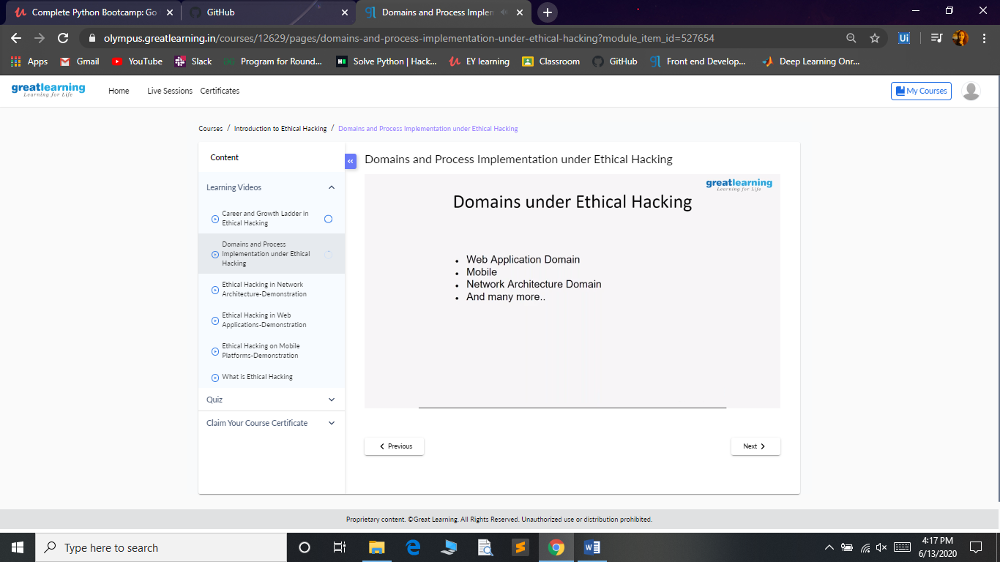 Complete Python Bootcamp: Go
GitHub
Domains and Process Implem
olympus.greatlearning.in/courses/12629/pages/domains-and-process-implementation-under-ethical-hacking?module_item_id=527654
Ui
Apps
Gmail
YouTube
Slack
Program for Round...
Solve Python | Hack...
EY learning
Classroom
GitHub
Front end Develop...
Deep Learning Onr...
greatlearning
Learning for Life
Home
Live Sessions
Certificates
My Courses
Courses / Introduction to Ethical Hacking / Domains and Process Implementation under Ethical Hacking
Content
Learning Videos
Career and Growth Ladder in
Ethical Hacking
Domains and Process
Implementation under Ethical
Hacking
Ethical Hacking in Network
Architecture-Demonstration
Ethical Hacking in Web
Applications-Demonstration
Ethical Hacking on Mobile
Platforms-Demonstration
What is Ethical Hacking
Quiz
Claim Your Course Certificate
«
Domains and Process Implementation under Ethical Hacking
greatlearning
Learning for Life
Domains under Ethical Hacking
• Web Application Domain
• Mobile
• Network Architecture Domain
• And many more..
Previous
Next
Proprietary content. ©Great Learning. All Rights Reserved. Unauthorized use or distribution prohibited.
Type here to search
4:17 PM
6/13/2020